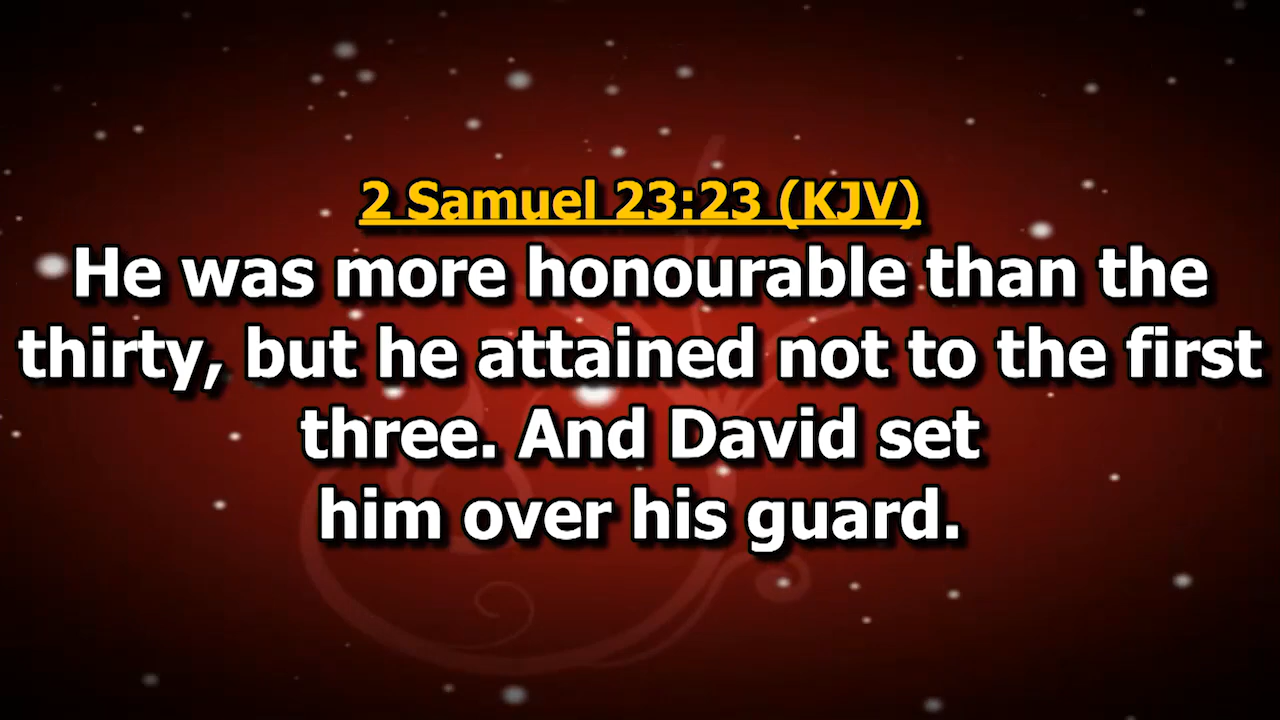 2 Samuel 23:23 (KJV)
He was more honourable than the
thirty, but he attained not to the first
three. And David set
him over his guard.